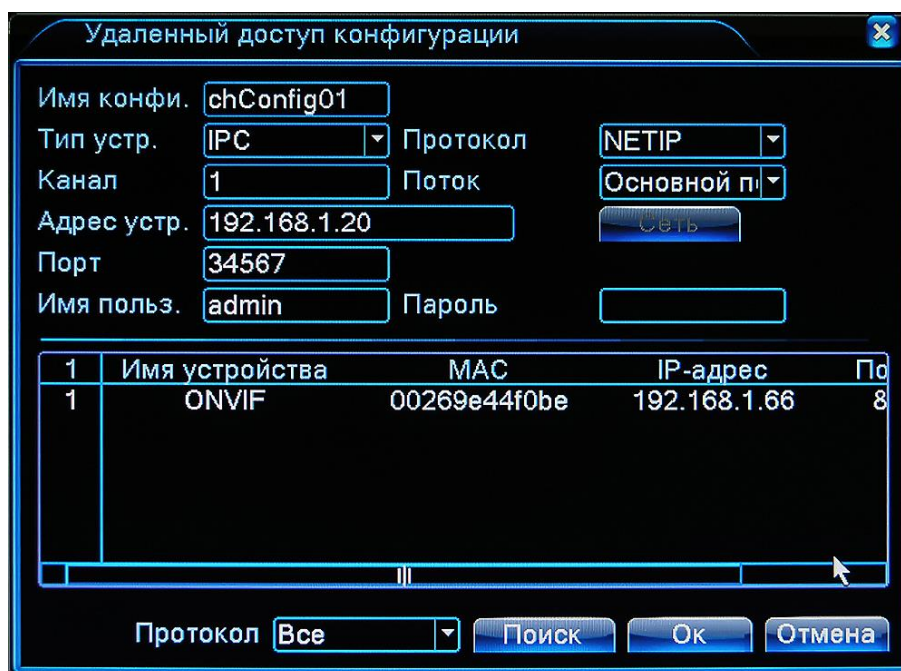 Удаленный доступ конфигурации
Имя конфи. chConfig01
Тип устр. IPC Протокол NETIP
Канал 1 Поток Основной п
Адрес устр. 192.168.1.20 Сеть
Порт 34567
Имя польз. admin Пароль
1 Имя устройства MAC IP-адрес По
1 ONVIF 00269e44f0be 192.168.1.66 8
Протокол Все Поиск Ок Отмена